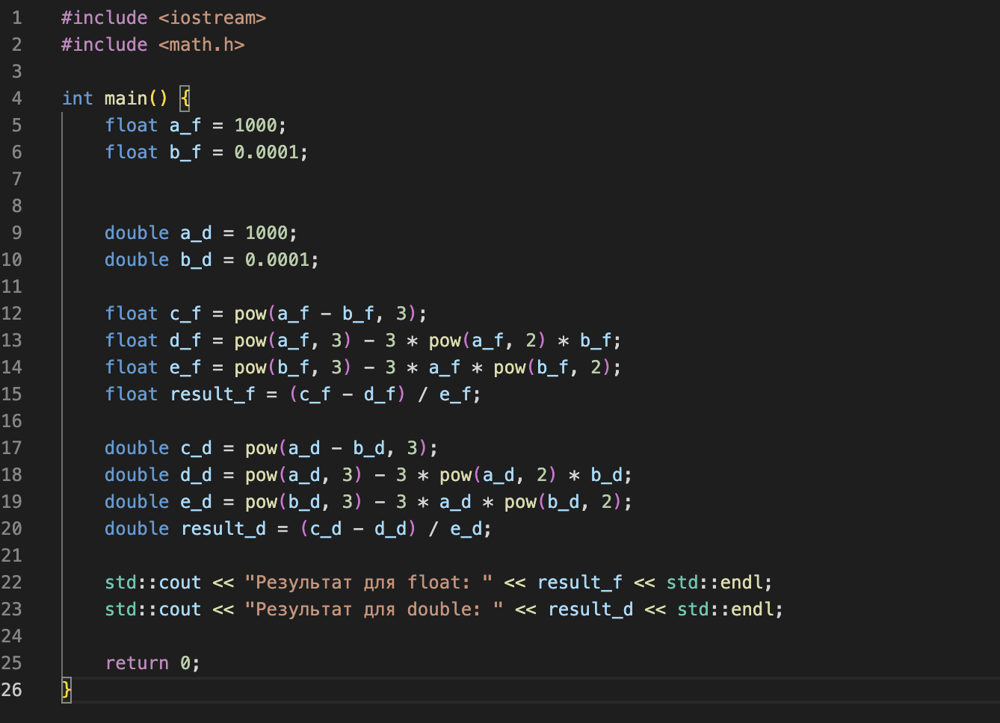 1 #include <iostream>
2 #include <math.h>
3
4 int main() {
5     float a_f = 1000;
6     float b_f = 0.0001;
7
8
9     double a_d = 1000;
10     double b_d = 0.0001;
11
12     float c_f = pow(a_f - b_f, 3);
13     float d_f = pow(a_f, 3) - 3 * pow(a_f, 2) * b_f;
14     float e_f = pow(b_f, 3) - 3 * a_f * pow(b_f, 2);
15     float result_f = (c_f - d_f) / e_f;
16
17     double c_d = pow(a_d - b_d, 3);
18     double d_d = pow(a_d, 3) - 3 * pow(a_d, 2) * b_d;
19     double e_d = pow(b_d, 3) - 3 * a_d * pow(b_d, 2);
20     double result_d = (c_d - d_d) / e_d;
21
22     std::cout << "Результат для float: " << result_f << std::endl;
23     std::cout << "Результат для double: " << result_d << std::endl;
24
25     return 0;
26 }